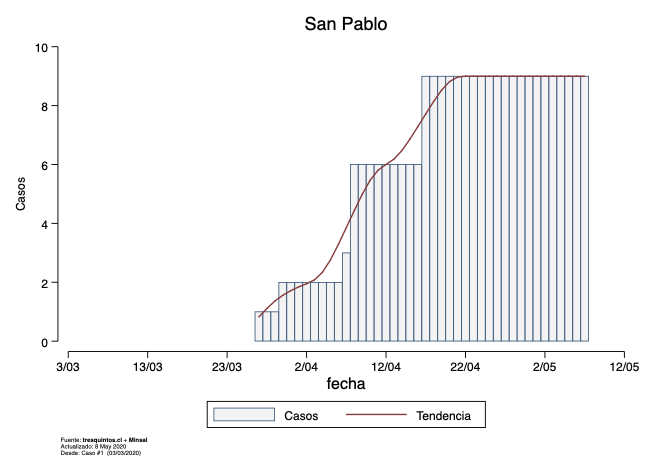 San Pablo
10
8
6
4
2
0
Casos
3/03 13/03 23/03 2/04 12/04 22/04 2/05 12/05
fecha
Casos Tendencia
Fuente: tresquintos.cl + Minsal
Actualizado: 8 May 2020
Desde: Caso #1 (03/03/2020)